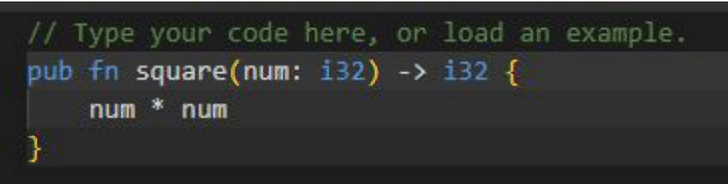 // Type your code here, or load an example.
pub fn square(num: i32) -> i32 {
    num * num
}